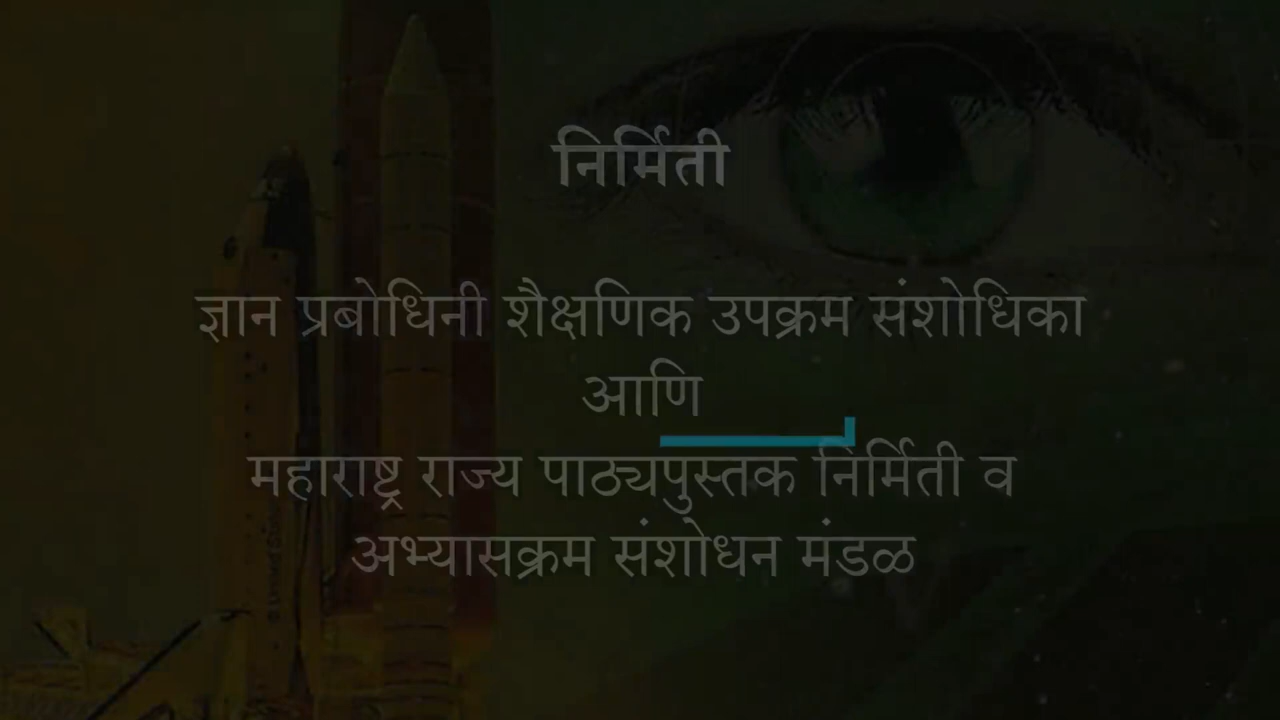 निर्मिती
ज्ञान प्रबोधिनी शैक्षणिक उपक्रम संशोधिका
आणि
महाराष्ट्र राज्य पाठ्यपुस्तक निर्मिती व
अभ्यासक्रम संशोधन मंडळ